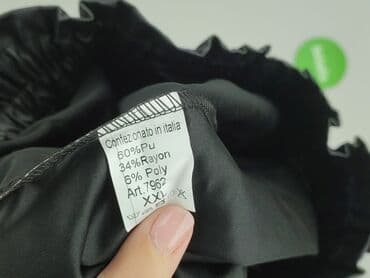 Confezionato in italia
60%Pu
34%Rayon
6% Poly
Art.7962
XXL